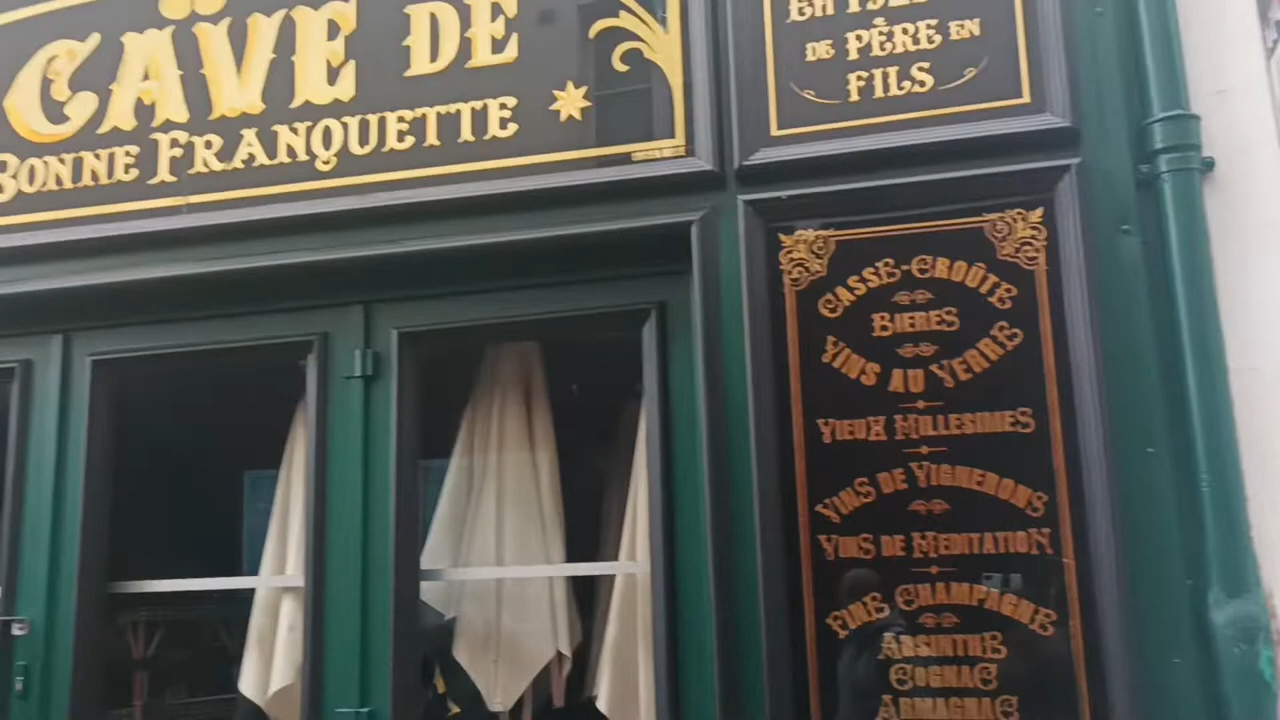 CAVE DE
BONNE FRANQUETTE
DE PÈRE EN
FILS
CASSE-CROÛTE
BIERES
VINS AU VERRE
VIEUX MILLESIMES
VINS DE VIGNERONS
VINS DE MEDITATION
FINE CHAMPAGNE
ABSINTHE
COGNAC
ARMAGNAC